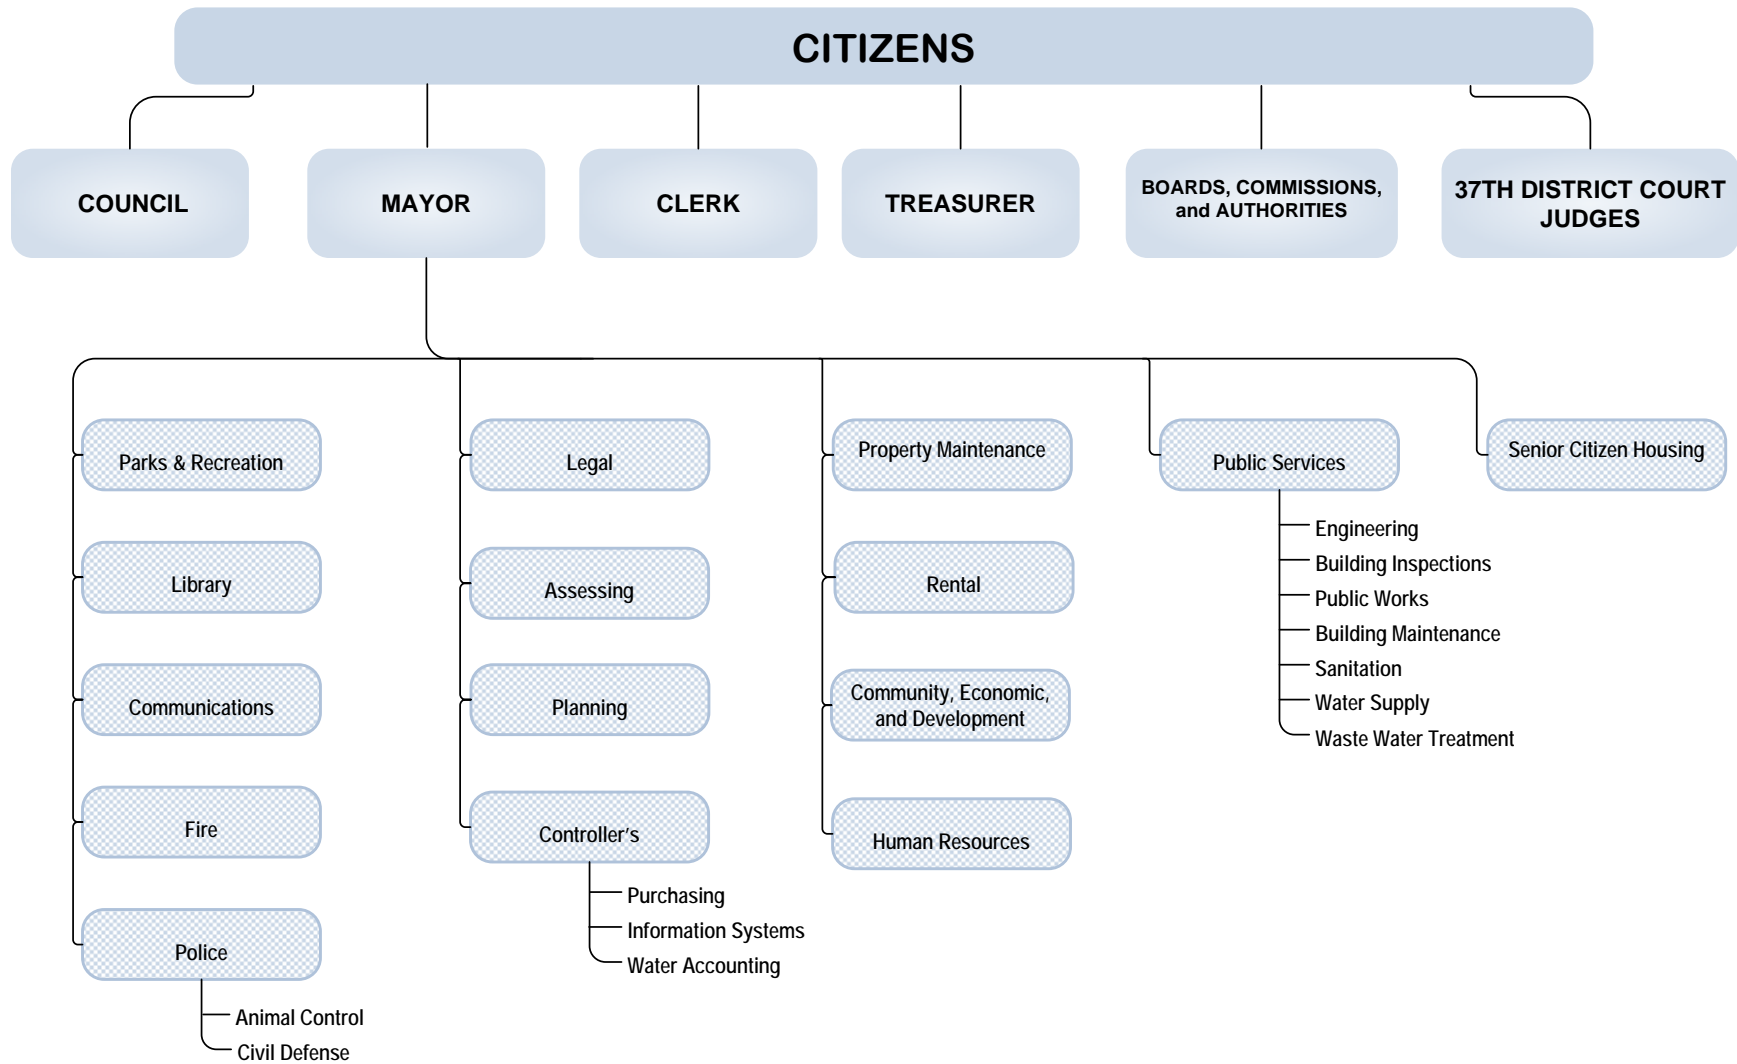 CITIZENS
COUNCIL
MAYOR
CLERK
TREASURER
BOARDS, COMMISSIONS,
and AUTHORITIES
37TH DISTRICT COURT
JUDGES
Parks & Recreation
Library
Communications
Fire
Police
Animal Control
Civil Defense
Legal
Assessing
Planning
Controller's
Purchasing
Information Systems
Water Accounting
Property Maintenance
Rental
Community, Economic,
and Development
Human Resources
Public Services
Engineering
Building Inspections
Public Works
Building Maintenance
Sanitation
Water Supply
Waste Water Treatment
Senior Citizen Housing